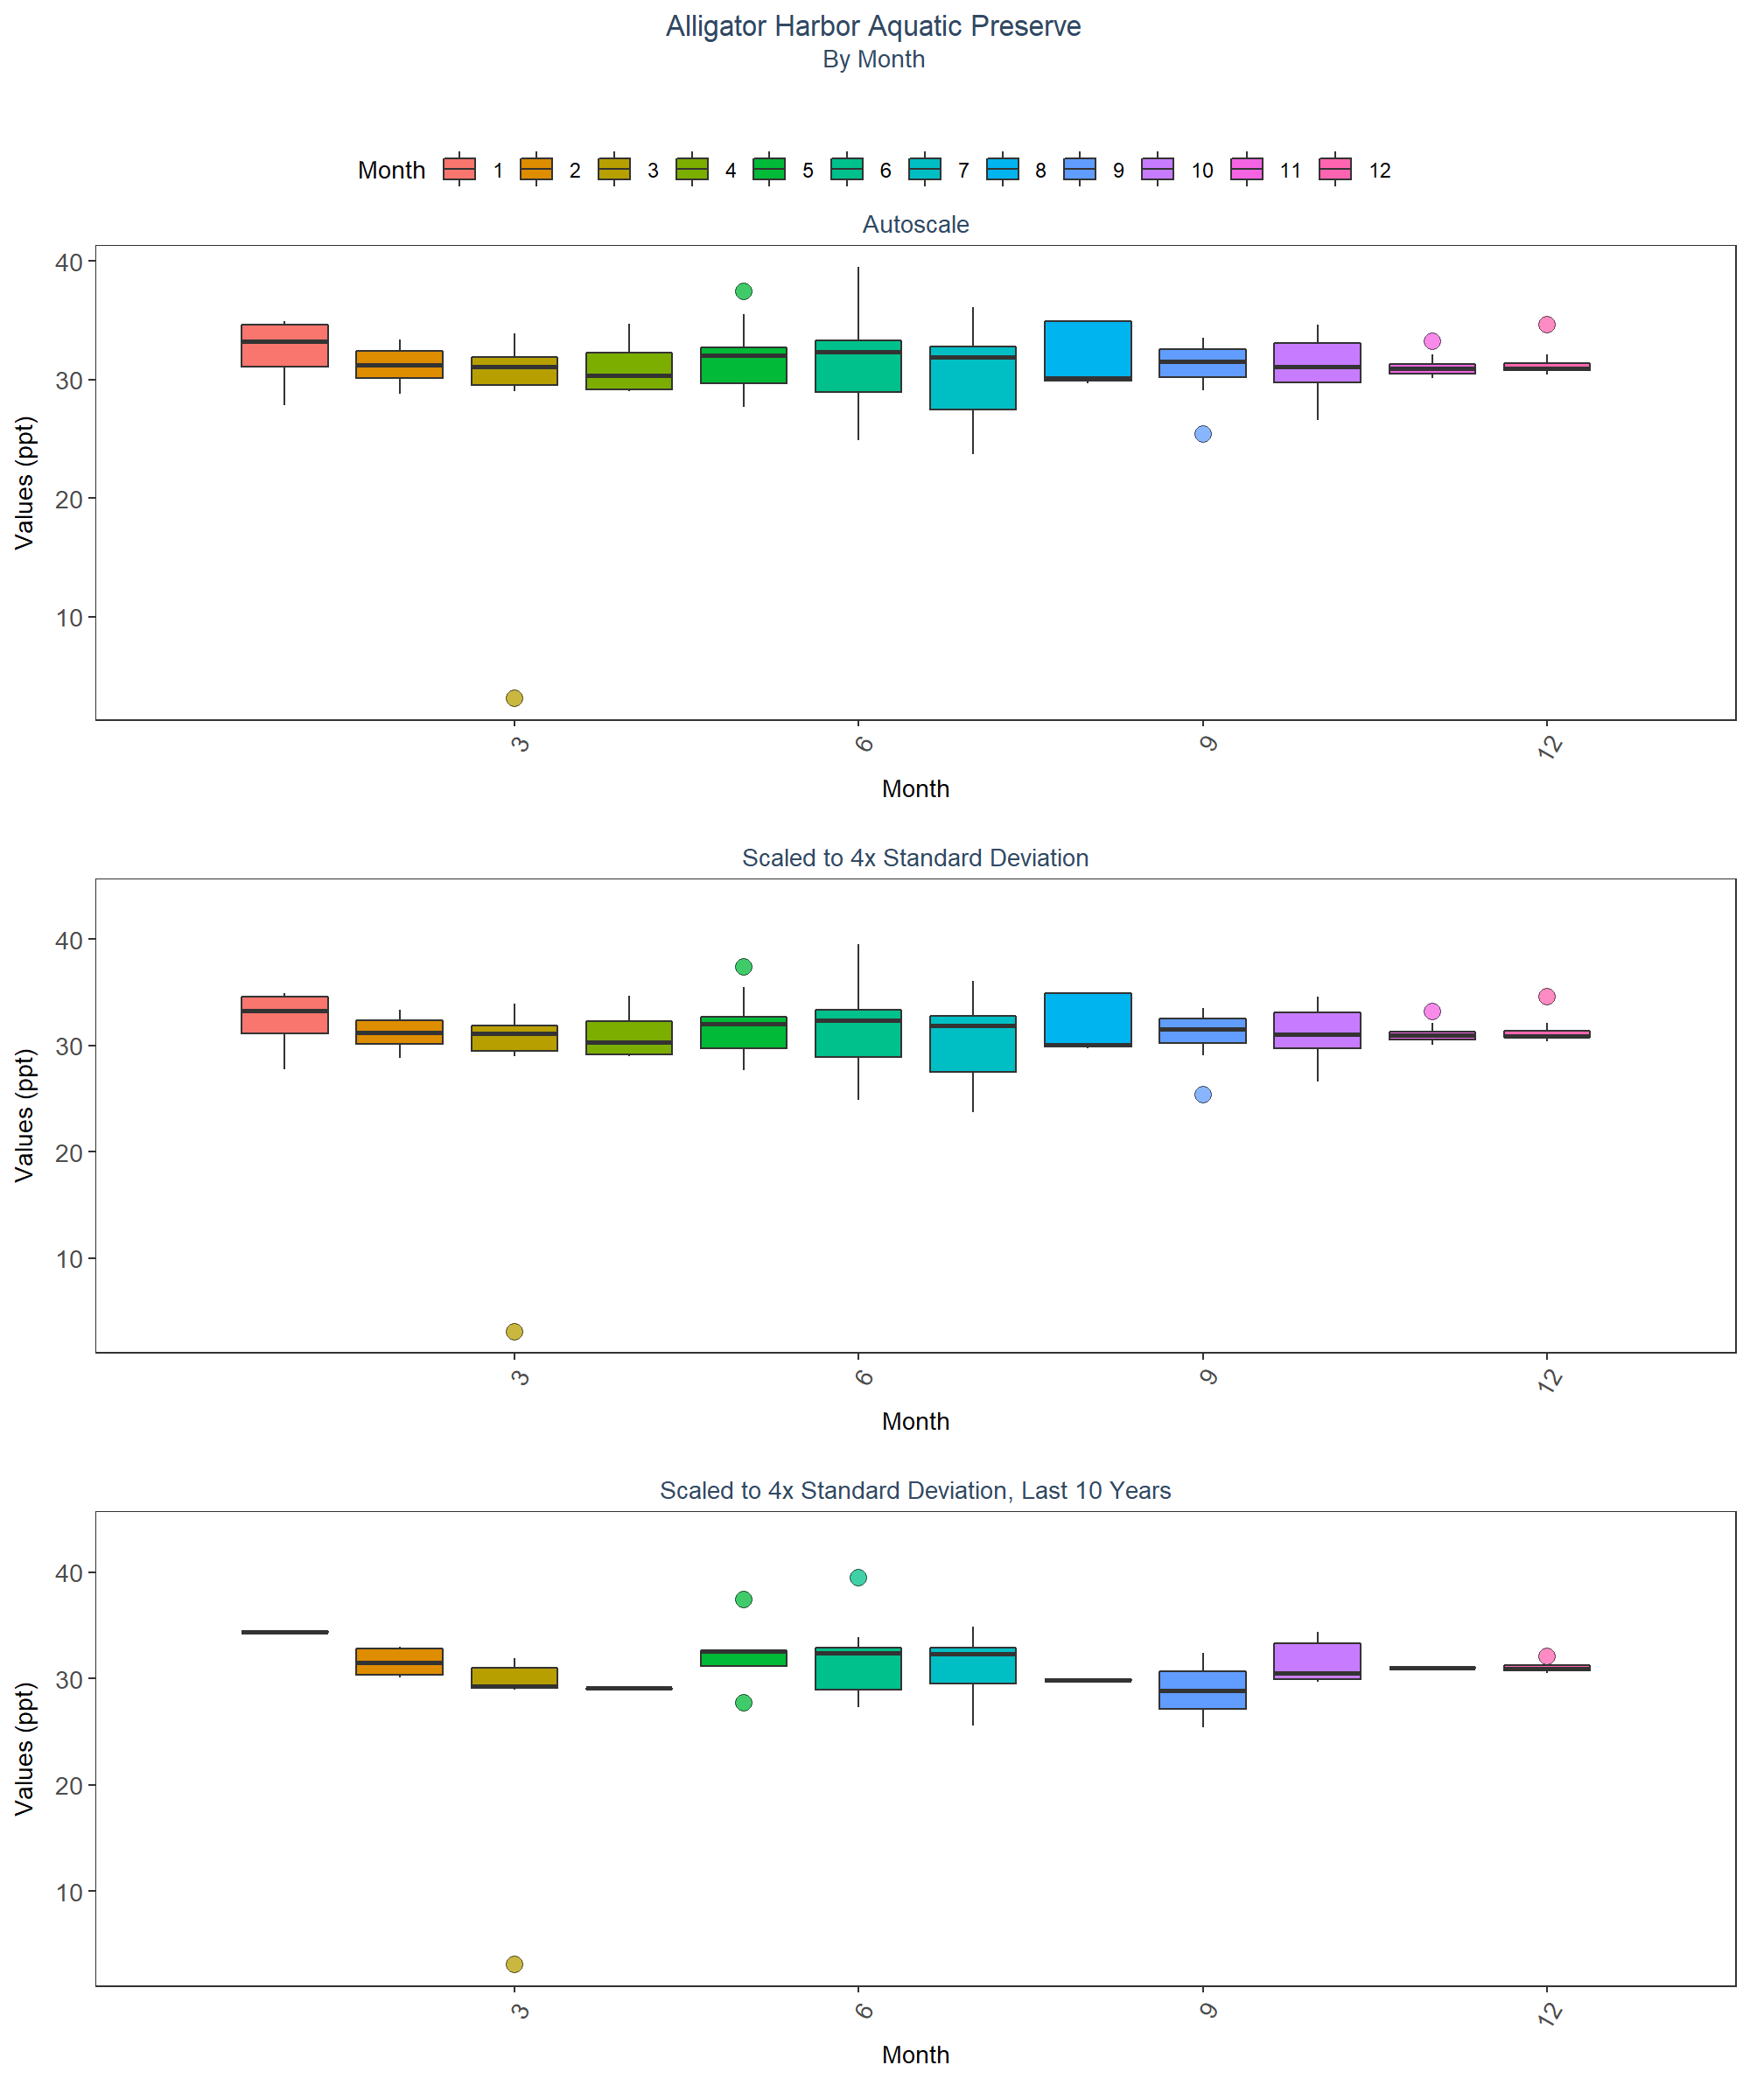 Alligator Harbor Aquatic Preserve
By Month
Month 1 2 3 4 5 6 7 8 9 10 11 12
Autoscale
Values (ppt)
40
30
20
10
3 6 9 12
Month
Scaled to 4x Standard Deviation
Values (ppt)
40
30
20
10
3 6 9 12
Month
Scaled to 4x Standard Deviation, Last 10 Years
Values (ppt)
40
30
20
10
3 6 9 12
Month